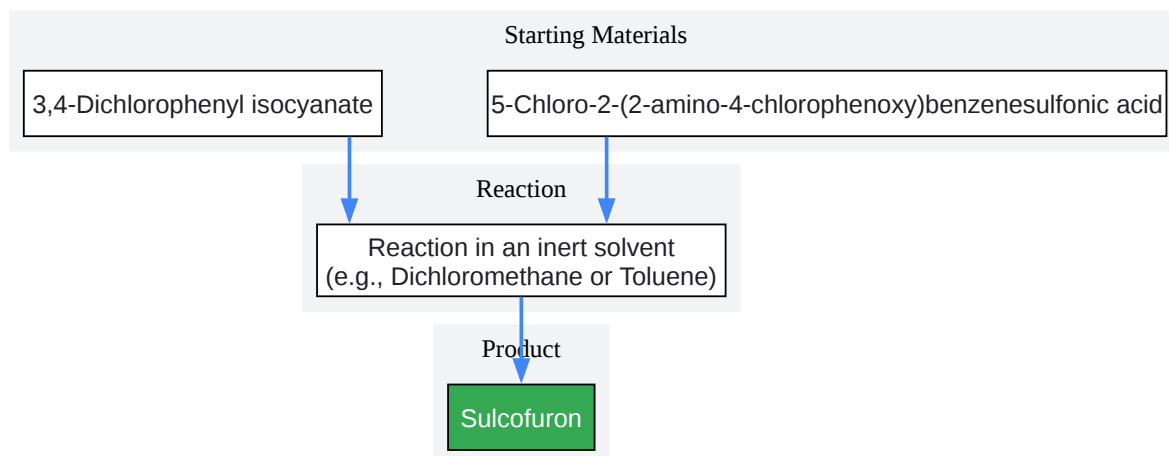 Starting Materials
3,4-Dichlorophenyl isocyanate
5-Chloro-2-(2-amino-4-chlorophenoxy)benzenesulfonic acid
Reaction
Reaction in an inert solvent
(e.g., Dichloromethane or Toluene)
Product
Sulcofuron